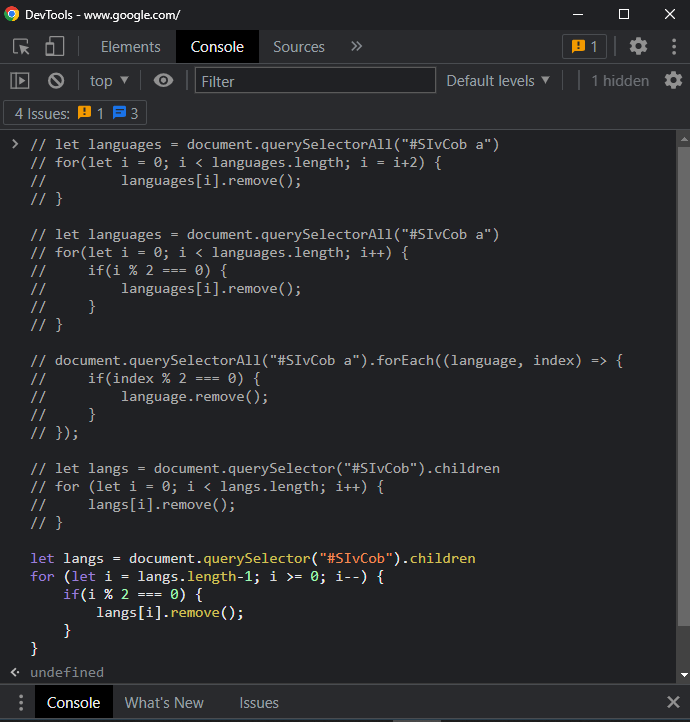 DevTools - www.google.com/
Elements Console Sources 1
top Filter Default levels 1 hidden
4 Issues: 1 3
// let languages = document.querySelectorAll("#SIvCob a")
// for(let i = 0; i < languages.length; i = i+2) {
//         languages[i].remove();
// }
// let languages = document.querySelectorAll("#SIvCob a")
// for(let i = 0; i < languages.length; i++) {
//     if(i % 2 === 0) {
//         languages[i].remove();
//     }
// }
// document.querySelectorAll("#SIvCob a").forEach((language, index) => {
//     if(index % 2 === 0) {
//         language.remove();
//     }
// });
// let langs = document.querySelector("#SIvCob").children
// for (let i = 0; i < langs.length; i++) {
//     langs[i].remove();
// }
let langs = document.querySelector("#SIvCob").children
for (let i = langs.length-1; i >= 0; i--) {
    if(i % 2 === 0) {
        langs[i].remove();
    }
}
undefined
Console What's New Issues